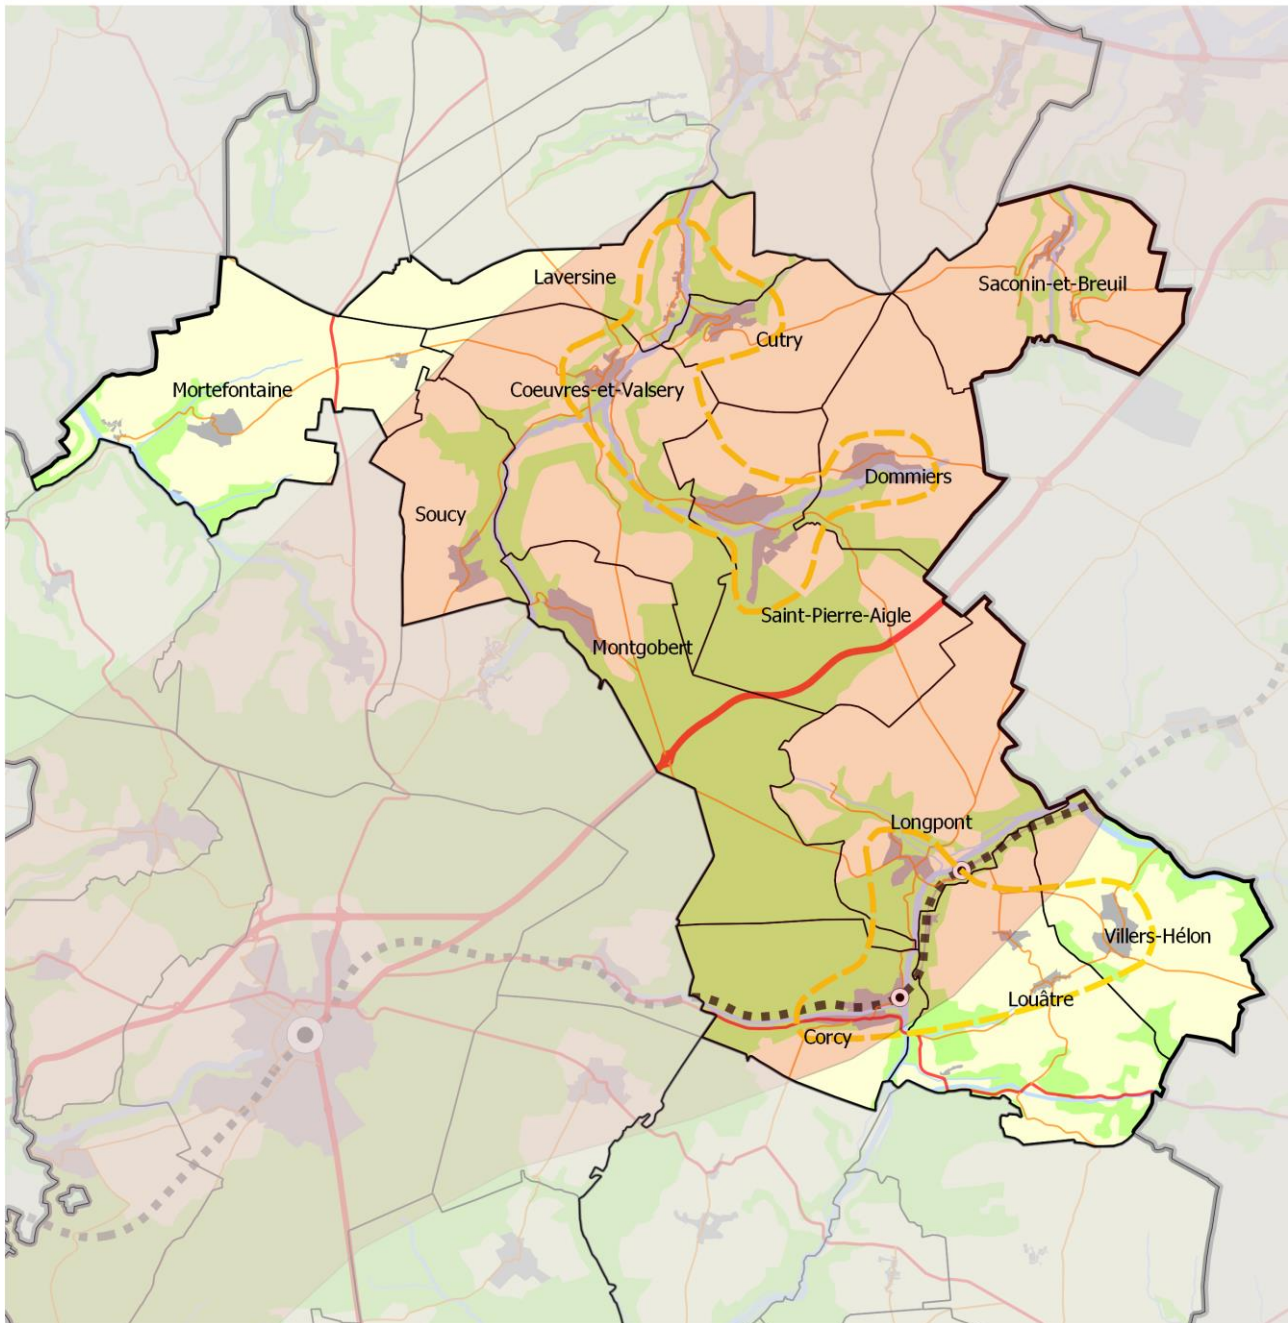 Laversine
Saconin-et-Breuil
Cutry
Mortefontaine
Coeuvres-et-Valsery
Dommiers
Soucy
Saint-Pierre-Aigle
Montgobert
Longpont
Villers-Hélon
Louâtre
Corcy